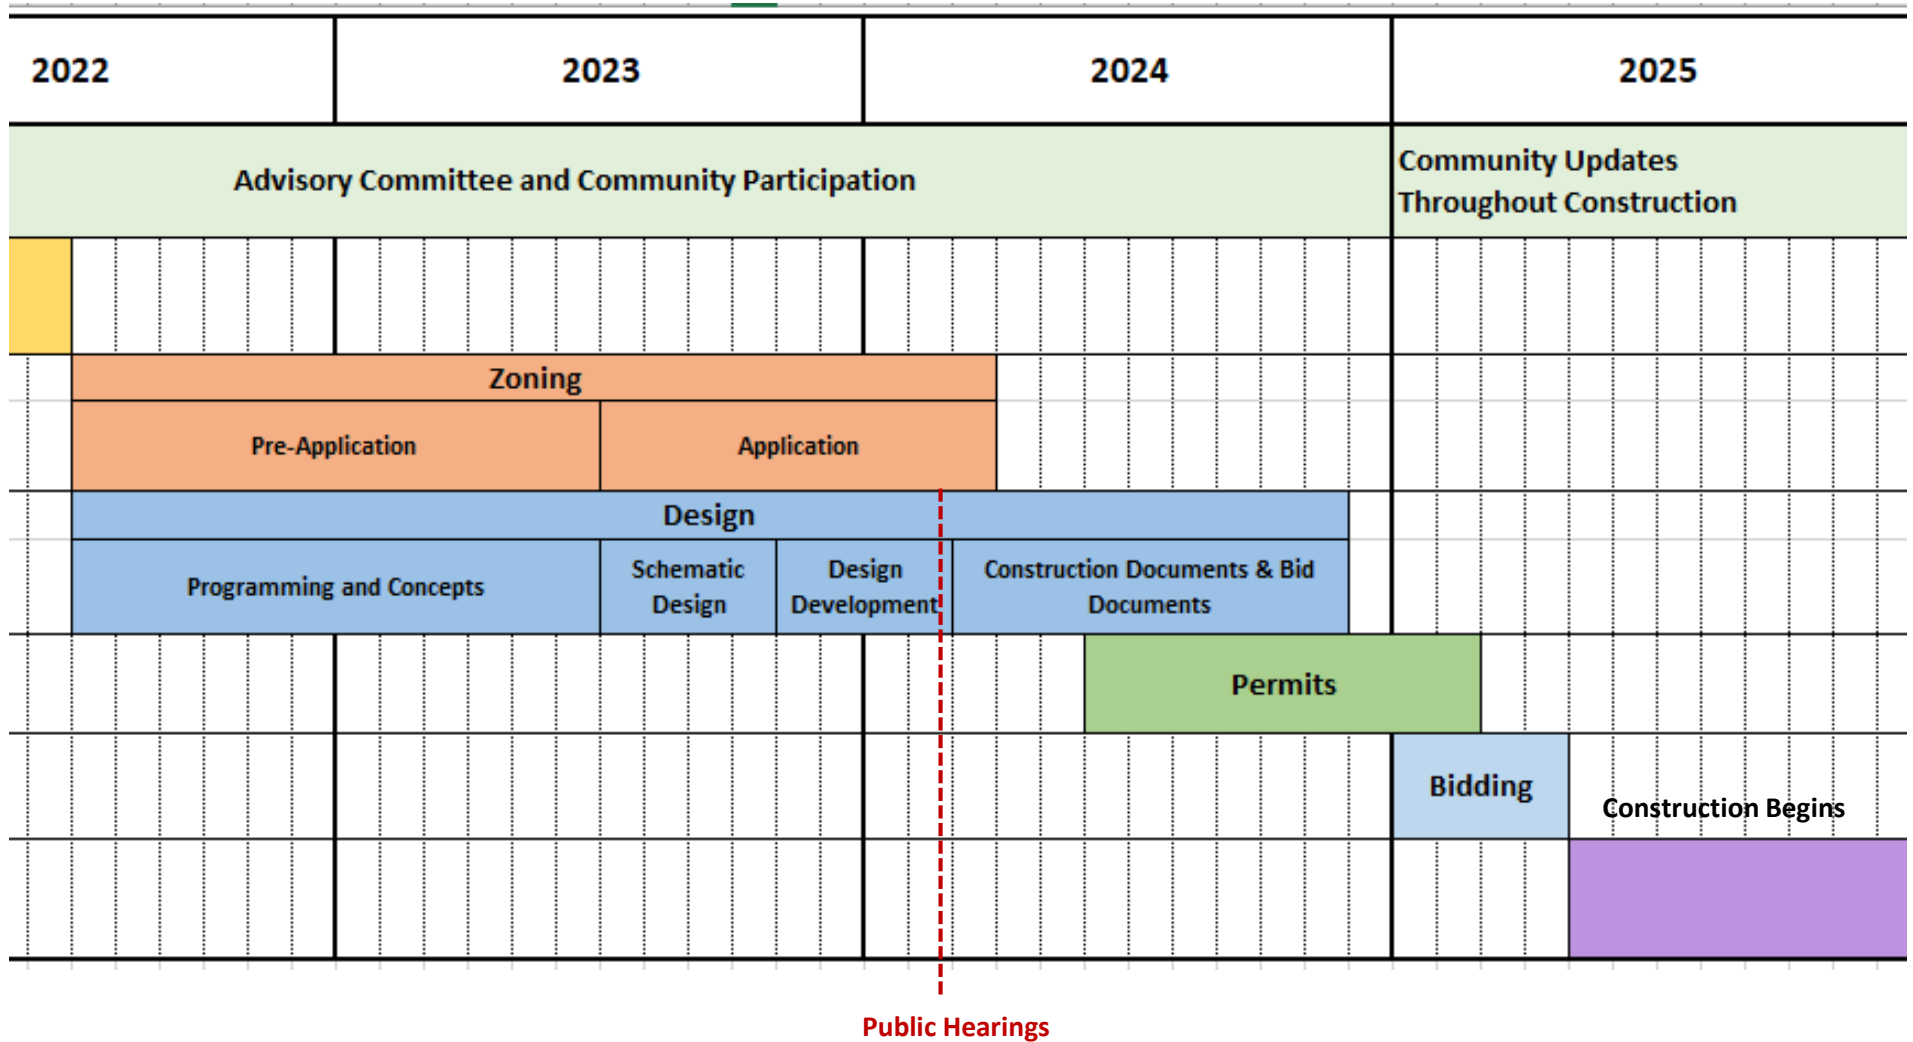 2022
2023
2024
2025
Advisory Committee and Community Participation
Community Updates
Throughout Construction
Zoning
Pre-Application
Application
Design
Programming and Concepts
Schematic
Design
Design
Development
Construction Documents & Bid
Documents
Permits
Bidding
Construction Begins
Public Hearings